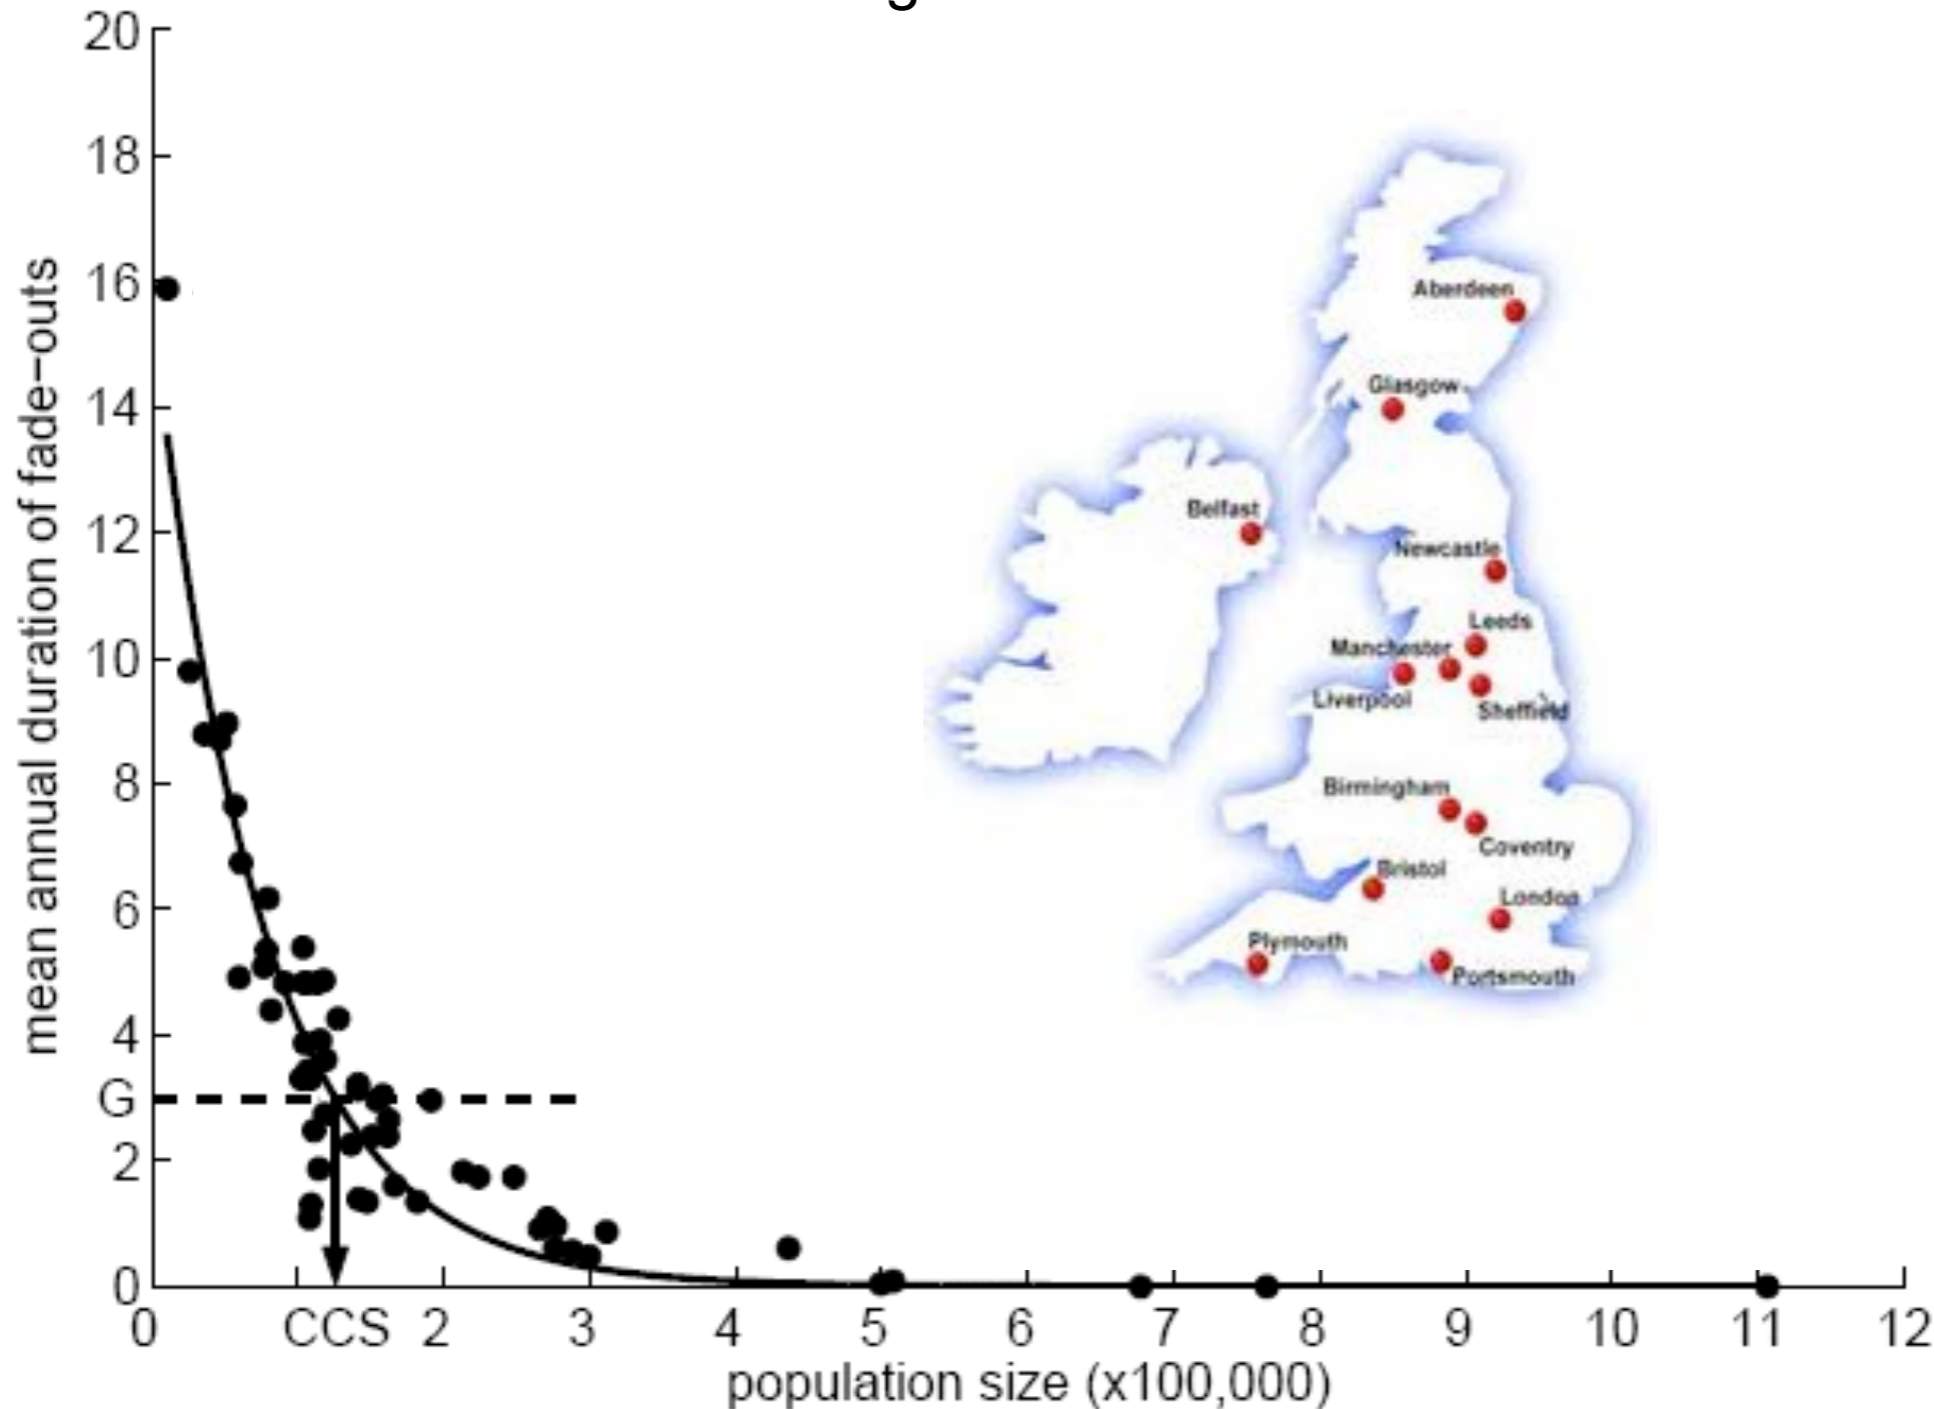 g
20
18
16
14
12
10
8
6
4
G
2
0
mean annual duration of fade-outs
0 CCS 2 3 4 5 6 7 8 9 10 11 12
population size (x100,000)
Aberdeen
Glasgow
Belfast
Newcastle
Leeds
Manchester
Liverpool
Sheffield
Birmingham
Coventry
Bristol
London
Plymouth
Portsmouth